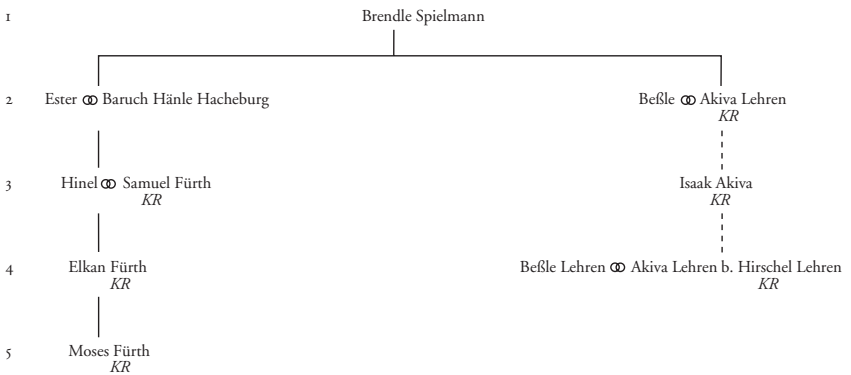 1 Brendle Spielmann
2 Ester ⚭ Baruch Hänle Hacheburg Beßle ⚭ Akiva Lehren
KR
3 Hinel ⚭ Samuel Fürth Isaak Akiva
KR KR
4 Elkan Fürth Beßle Lehren ⚭ Akiva Lehren b. Hirschel Lehren
KR KR
5 Moses Fürth
KR